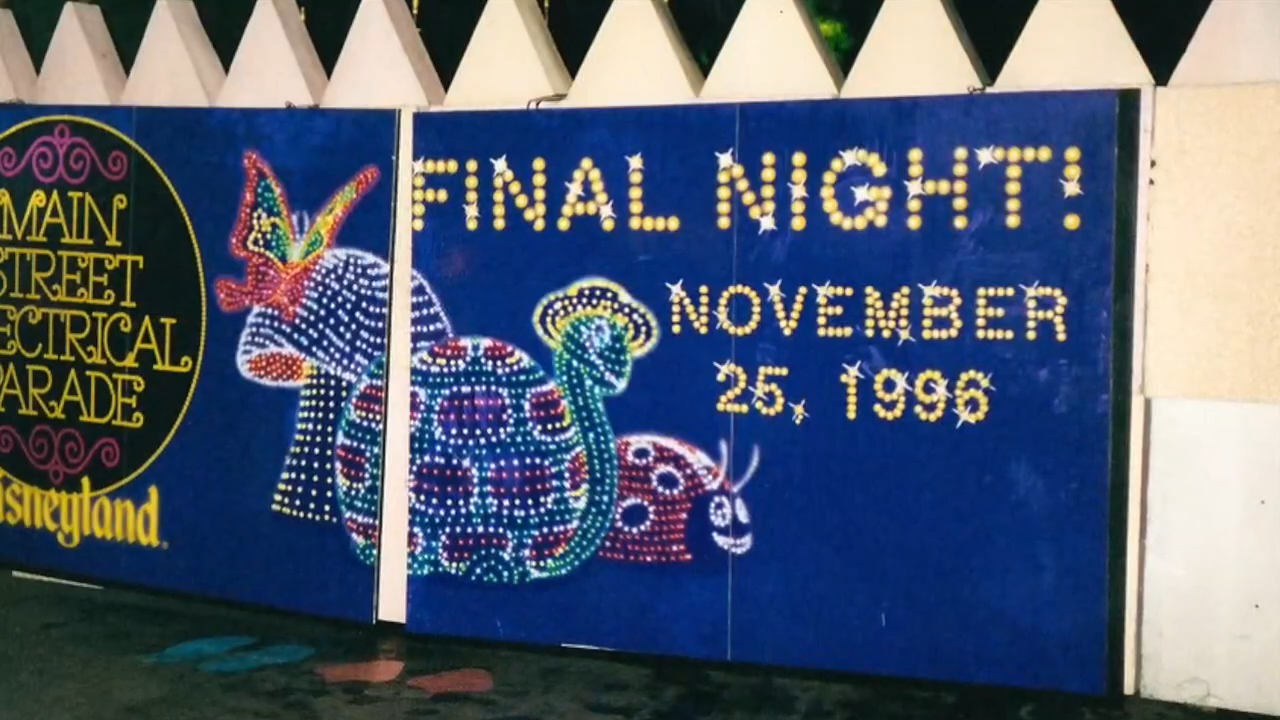 MAIN
STREET
ELECTRICAL
PARADE
Disneyland
FINAL NIGHT!
NOVEMBER
25, 1996